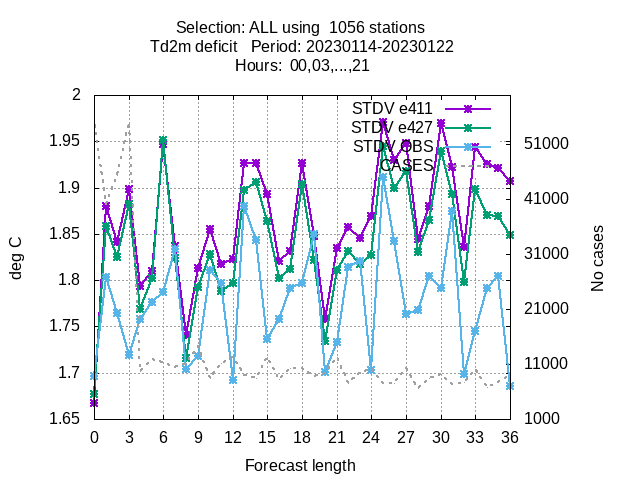 Selection: ALL using  1056 stations
Td2m deficit   Period: 20230114-20230122
Hours: 00,03,...,21
STDV e411
STDV e427
STDV OBS
CASES
2
1.95
1.9
1.85
1.8
1.75
1.7
1.65
deg C
51000
41000
31000
21000
11000
1000
No cases
0 3 6 9 12 15 18 21 24 27 30 33 36
Forecast length